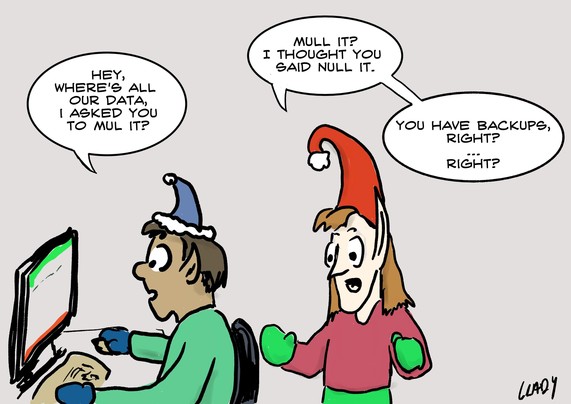 HEY,
WHERE'S ALL
OUR DATA,
I ASKED YOU
TO MUL IT?
MULL IT?
I THOUGHT YOU
SAID NULL IT.
YOU HAVE BACKUPS,
RIGHT?
...
RIGHT?
LLADY